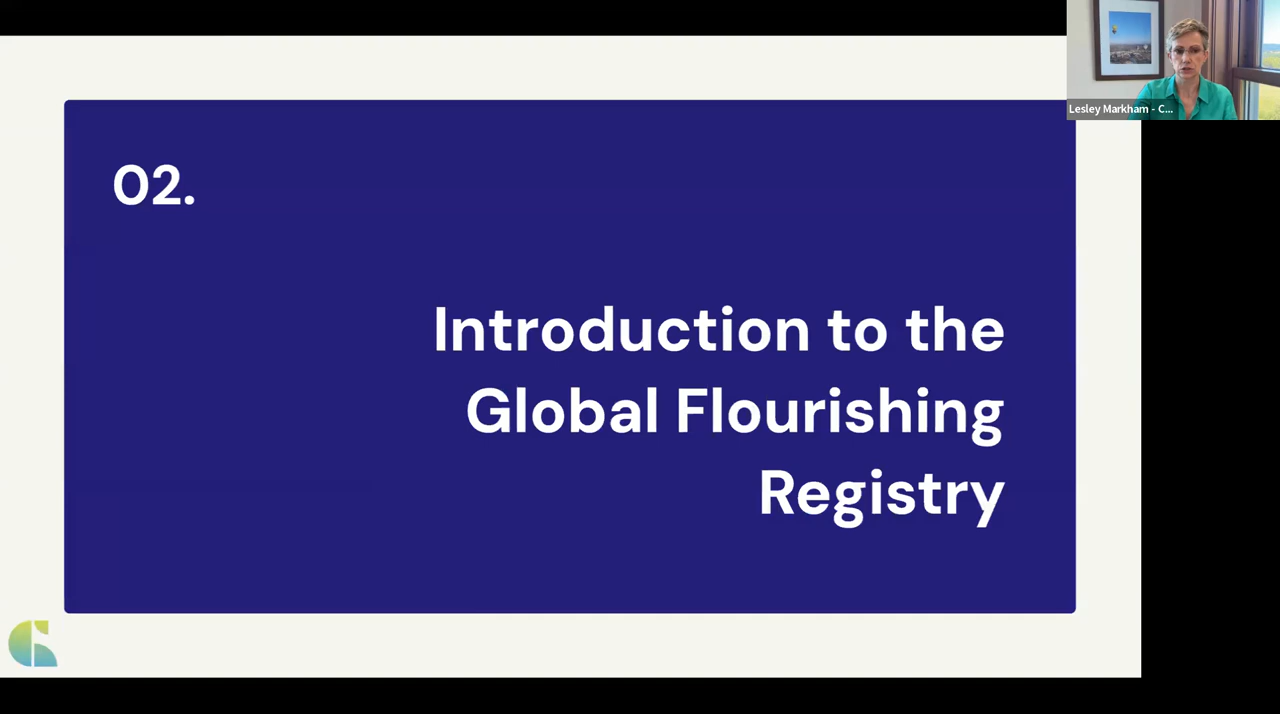 Lesley Markham - C...
02.
Introduction to the
Global Flourishing
Registry